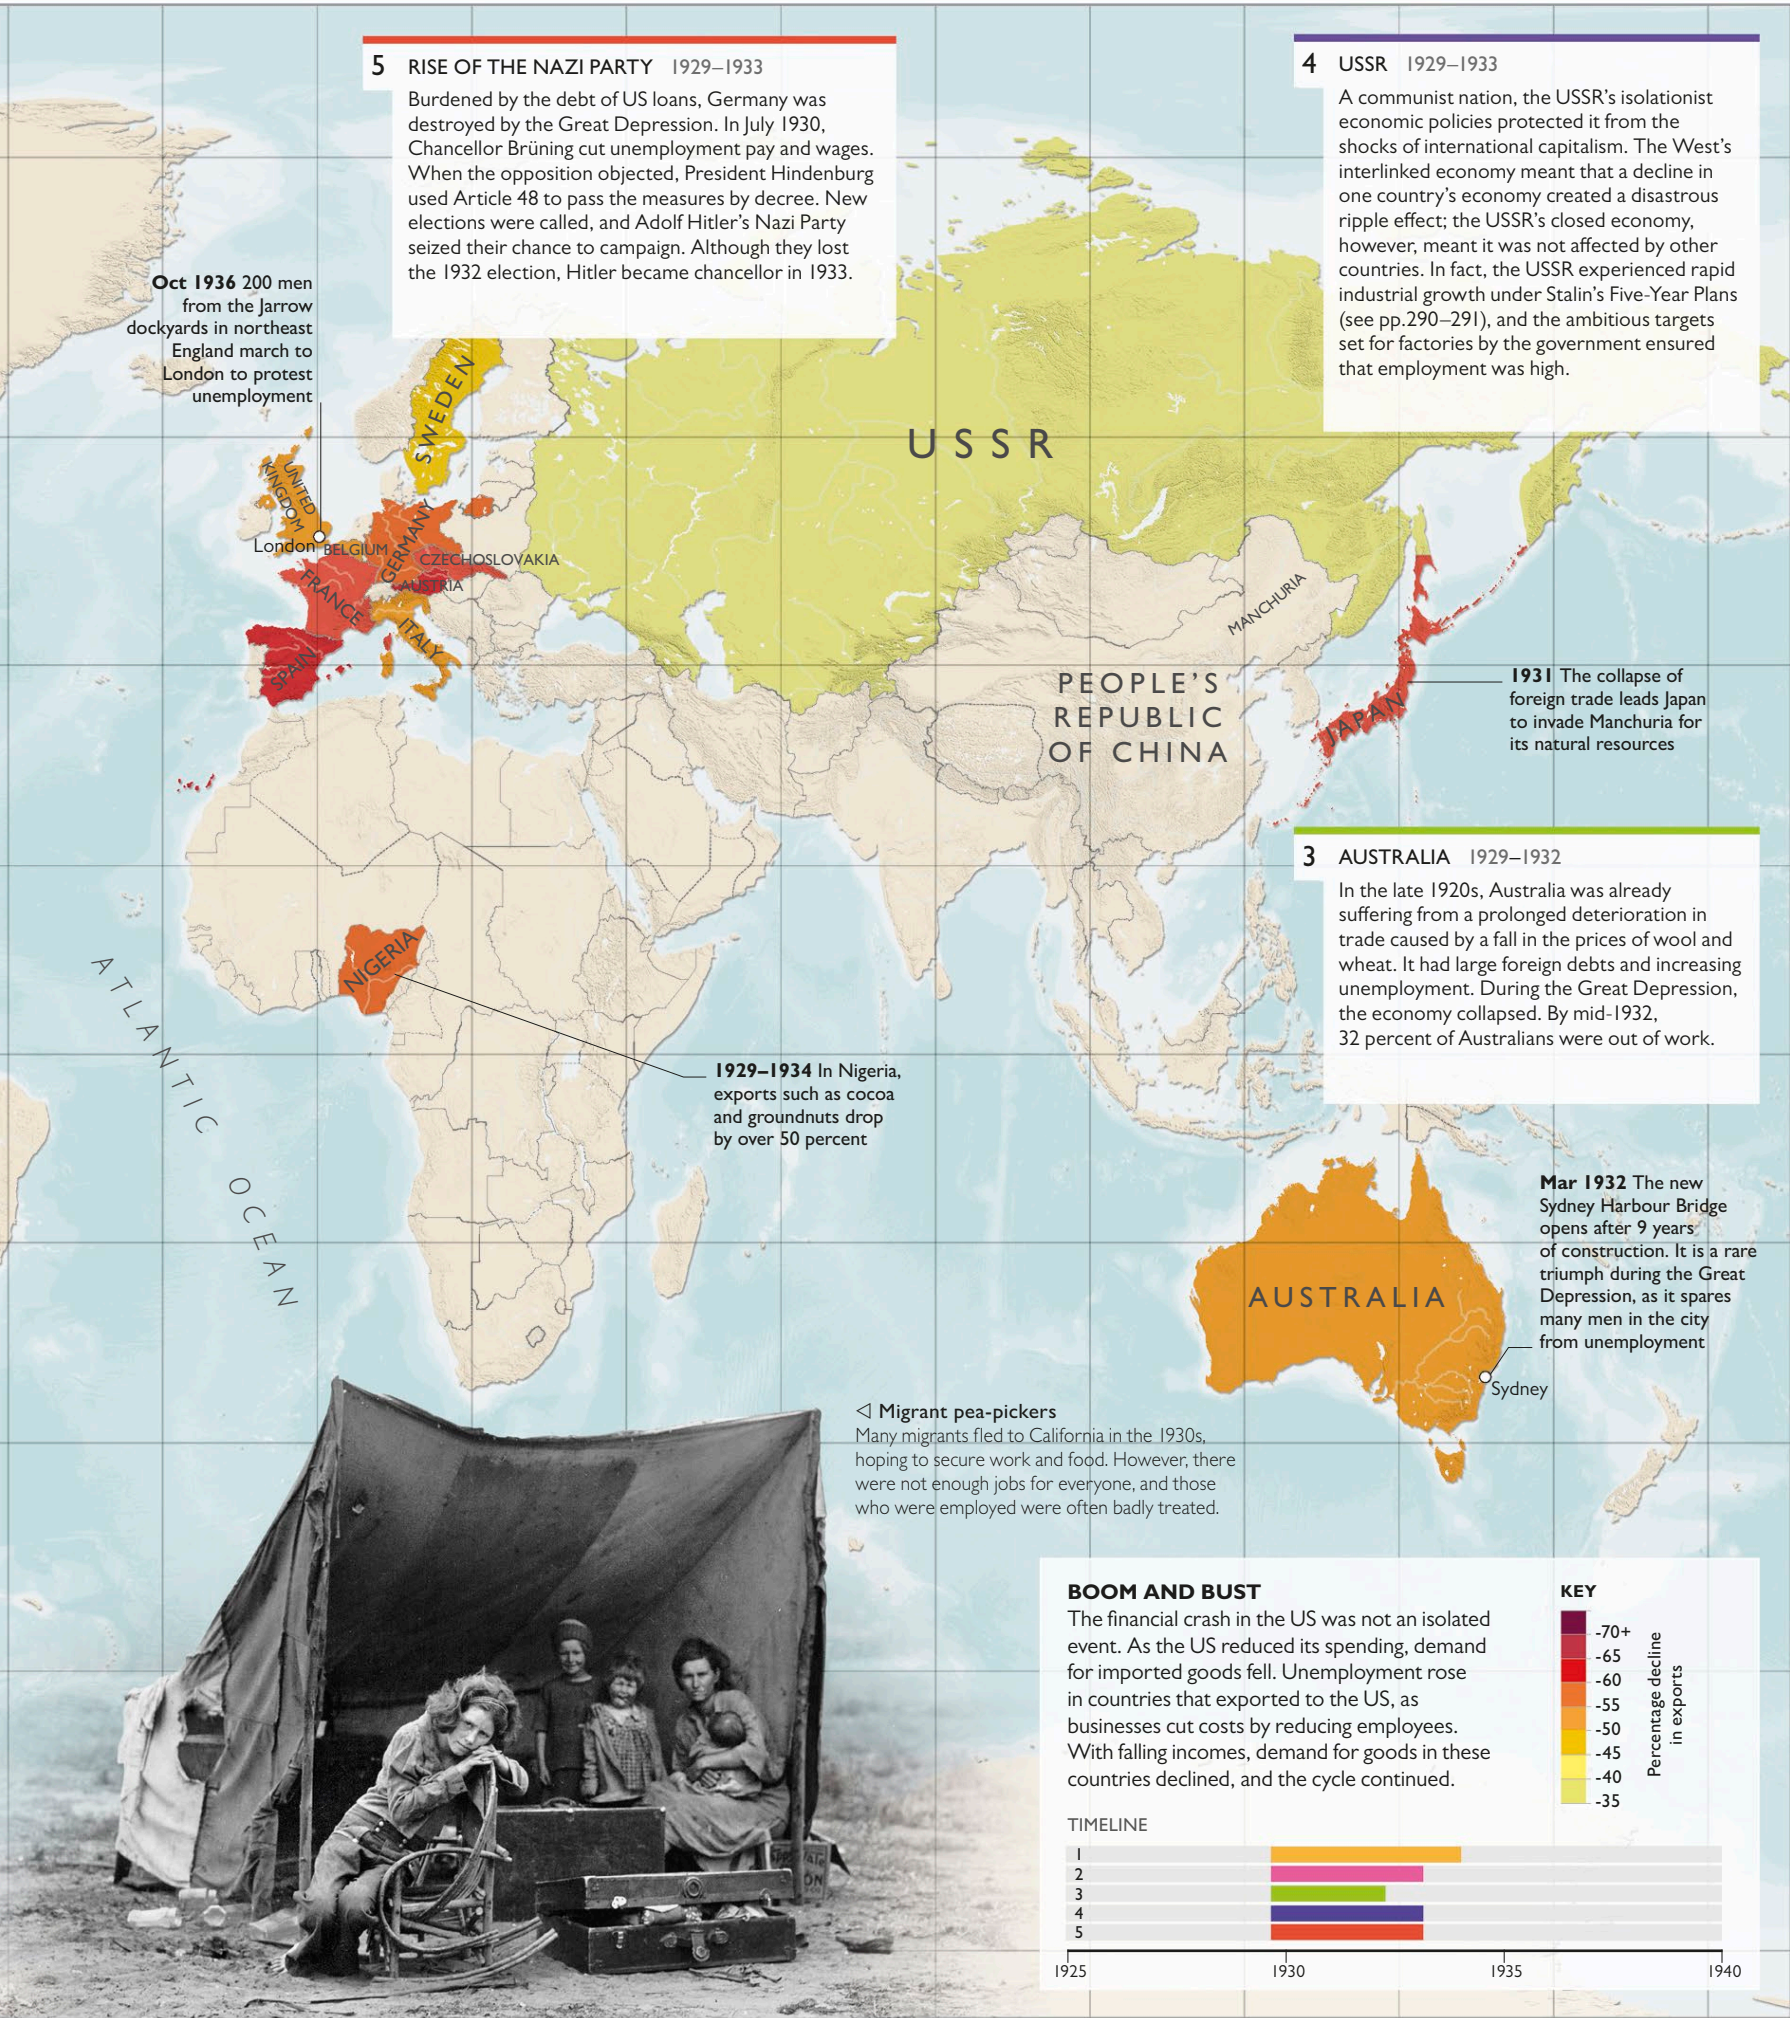 5 RISE OF THE NAZI PARTY 1929–1933
Burdened by the debt of US loans, Germany was
destroyed by the Great Depression. In July 1930,
Chancellor Brüning cut unemployment pay and wages.
When the opposition objected, President Hindenburg
used Article 48 to pass the measures by decree. New
elections were called, and Adolf Hitler's Nazi Party
seized their chance to campaign. Although they lost
the 1932 election, Hitler became chancellor in 1933.
4 USSR 1929–1933
A communist nation, the USSR's isolationist
economic policies protected it from the
shocks of international capitalism. The West's
interlinked economy meant that a decline in
one country's economy created a disastrous
ripple effect; the USSR's closed economy,
however, meant it was not affected by other
countries. In fact, the USSR experienced rapid
industrial growth under Stalin's Five-Year Plans
(see pp.290–291), and the ambitious targets
set for factories by the government ensured
that employment was high.
Oct 1936 200 men
from the Jarrow
dockyards in northeast
England march to
London to protest
unemployment
SWEDEN
USSR
UNITED
KINGDOM
London
BELGIUM
GERMANY
CZECHOSLOVAKIA
AUSTRIA
FRANCE
ITALY
SPAIN
MANCHURIA
PEOPLE'S
REPUBLIC
OF CHINA
JAPAN
1931 The collapse of
foreign trade leads Japan
to invade Manchuria for
its natural resources
3 AUSTRALIA 1929–1932
In the late 1920s, Australia was already
suffering from a prolonged deterioration in
trade caused by a fall in the prices of wool and
wheat. It had large foreign debts and increasing
unemployment. During the Great Depression,
the economy collapsed. By mid-1932,
32 percent of Australians were out of work.
NIGERIA
ATLANTIC OCEAN
1929–1934 In Nigeria,
exports such as cocoa
and groundnuts drop
by over 50 percent
Mar 1932 The new
Sydney Harbour Bridge
opens after 9 years
of construction. It is a rare
triumph during the Great
Depression, as it spares
many men in the city
from unemployment
AUSTRALIA
Sydney
◁ Migrant pea-pickers
Many migrants fled to California in the 1930s,
hoping to secure work and food. However, there
were not enough jobs for everyone, and those
who were employed were often badly treated.
BOOM AND BUST
The financial crash in the US was not an isolated
event. As the US reduced its spending, demand
for imported goods fell. Unemployment rose
in countries that exported to the US, as
businesses cut costs by reducing employees.
With falling incomes, demand for goods in these
countries declined, and the cycle continued.
KEY
-70+
-65
-60
-55
-50
-45
-40
-35
Percentage decline
in exports
TIMELINE
1
2
3
4
5
1925 1930 1935 1940